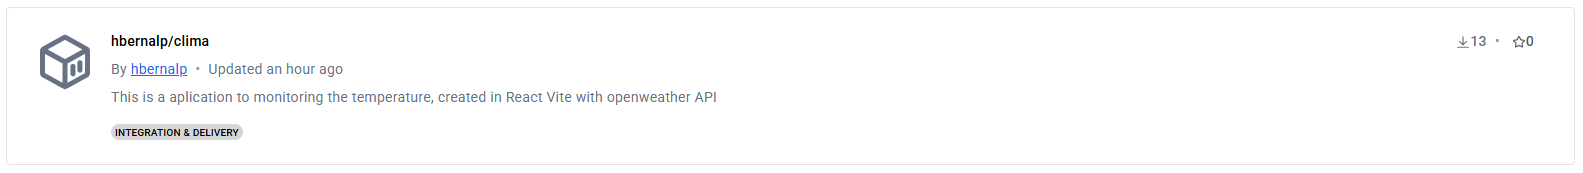 hbernalp/clima
13 • 0
By hbernalp • Updated an hour ago
This is a aplication to monitoring the temperature, created in React Vite with openweather API
INTEGRATION & DELIVERY